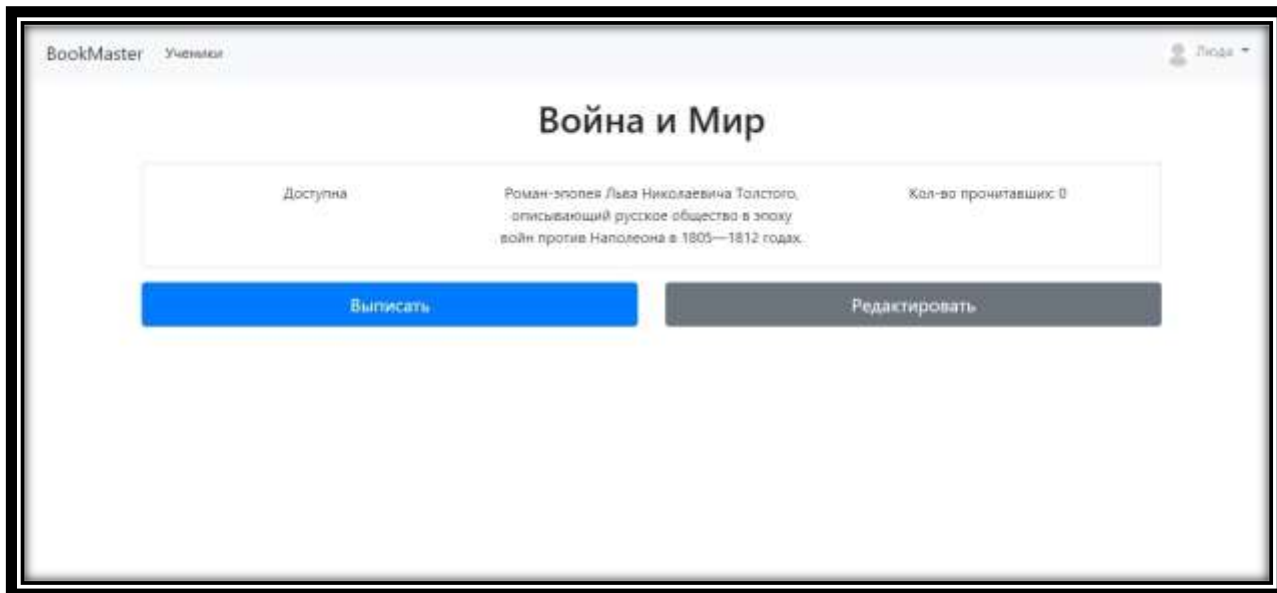 BookMaster Ученики Люда
Война и Мир
Доступна
Роман-эпопея Льва Николаевича Толстого,
описывающий русское общество в эпоху
войн против Наполеона в 1805—1812 годах.
Кол-во прочитавших: 0
Выписать
Редактировать